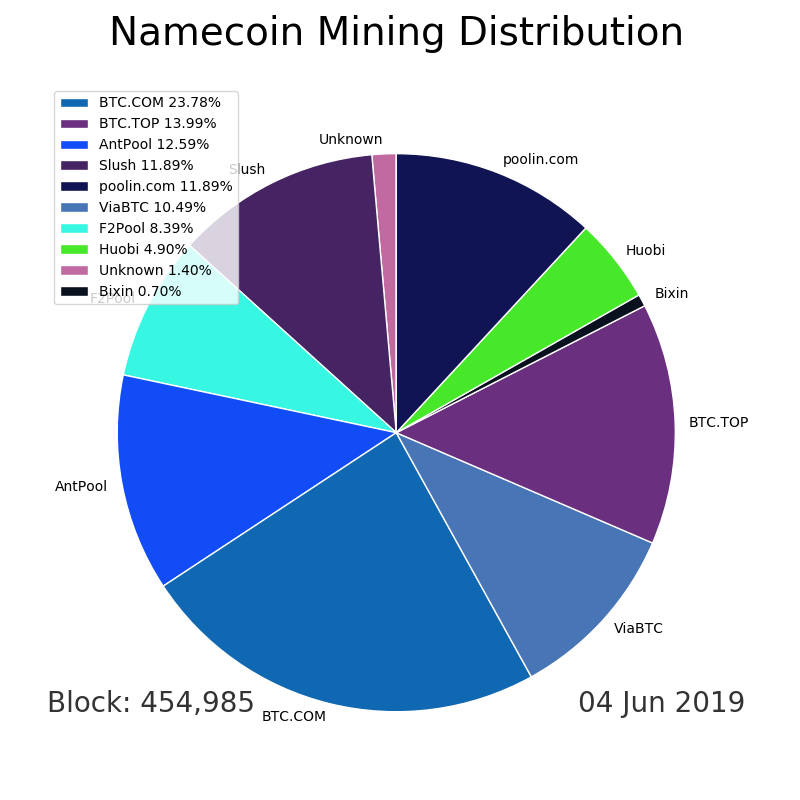 Namecoin Mining Distribution
BTC.COM 23.78%
BTC.TOP 13.99%
AntPool 12.59%
Slush 11.89%
poolin.com 11.89%
ViaBTC 10.49%
F2Pool 8.39%
Huobi 4.90%
Unknown 1.40%
Bixin 0.70%
Unknown
poolin.com
Slush
Huobi
Bixin
F2Pool
BTC.TOP
AntPool
ViaBTC
BTC.COM
Block: 454,985
04 Jun 2019